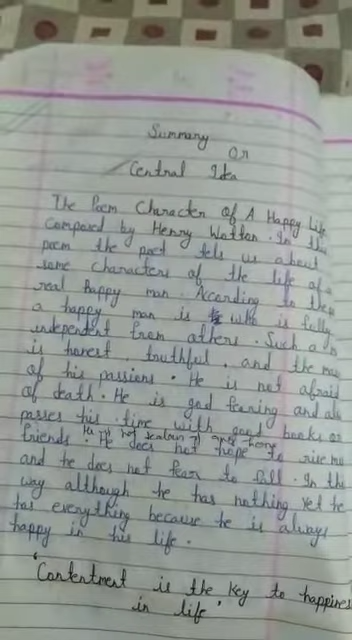 Summary
Or
Central Idea
The Poem Character Of A Happy Life
Composed by Henry Wotton. In this
poem the poet tells us about
some characters of the life of a
real happy man. Acording to
a happy man is who is fully
independent from others. Such a
is honest, truthful, and the
of his passions. He is not afraid
of death. He is god fearing and
passes his time with good books or
friends. He does not hope to rise
He is not jealous of
and he does not fear to fall. In
way although he has nothing yet he
has everything because he is always
happy in his life.
"Contentment is the key to happiness
in life"